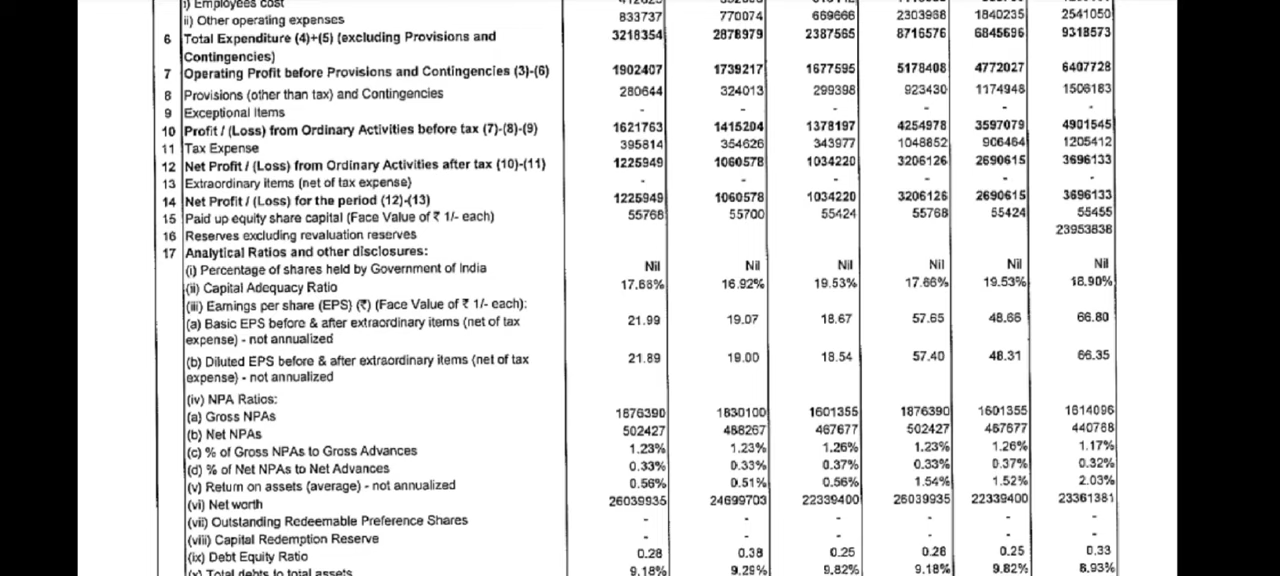 i) Employees cost
ii) Other operating expenses 833737 770074 669666 2303968 1840235 2541050
6 Total Expenditure (4)+(5) (excluding Provisions and 3218354 2878979 2387565 8716576 6845696 9318573
Contingencies)
7 Operating Profit before Provisions and Contingencies (3)-(6) 1902407 1739217 1677595 5178408 4772027 6407728
8 Provisions (other than tax) and Contingencies 280644 324013 299398 923430 1174948 1506183
9 Exceptional Items - - - - - -
10 Profit / (Loss) from Ordinary Activities before tax (7)-(8)-(9) 1621763 1415204 1378197 4254978 3597079 4901545
11 Tax Expense 395814 354626 343977 1048852 906464 1205412
12 Net Profit / (Loss) from Ordinary Activities after tax (10)-(11) 1225949 1060578 1034220 3206126 2690615 3696133
13 Extraordinary items (net of tax expense) - - - - - -
14 Net Profit / (Loss) for the period (12)-(13) 1225949 1060578 1034220 3206126 2690615 3696133
15 Paid up equity share capital (Face Value of ₹ 1/- each) 55768 55700 55424 55768 55424 55455
16 Reserves excluding revaluation reserves 23953838
17 Analytical Ratios and other disclosures:
(i) Percentage of shares held by Government of India Nil Nil Nil Nil Nil Nil
(ii) Capital Adequacy Ratio 17.66% 16.92% 19.53% 17.66% 19.53% 18.90%
(iii) Earnings per share (EPS) (₹) (Face Value of ₹ 1/- each):
(a) Basic EPS before & after extraordinary items (net of tax 21.99 19.07 18.67 57.65 48.66 66.80
expense) - not annualized
(b) Diluted EPS before & after extraordinary items (net of tax 21.89 19.00 18.54 57.40 48.31 66.35
expense) - not annualized
(iv) NPA Ratios:
(a) Gross NPAs 1876390 1830100 1601355 1876390 1601355 1614096
(b) Net NPAs 502427 488267 467677 502427 467677 440768
(c) % of Gross NPAs to Gross Advances 1.23% 1.23% 1.26% 1.23% 1.26% 1.17%
(d) % of Net NPAs to Net Advances 0.33% 0.33% 0.37% 0.33% 0.37% 0.32%
(v) Return on assets (average) - not annualized 0.56% 0.51% 0.56% 1.54% 1.52% 2.03%
(vi) Net worth 26039935 24699703 22339400 26039935 22339400 23361381
(vii) Outstanding Redeemable Preference Shares - - - - - -
(viii) Capital Redemption Reserve - - - - - -
(ix) Debt Equity Ratio 0.28 0.38 0.25 0.28 0.25 0.33
(x) Total debts to total assets 9.18% 9.29% 9.82% 9.18% 9.82% 8.93%